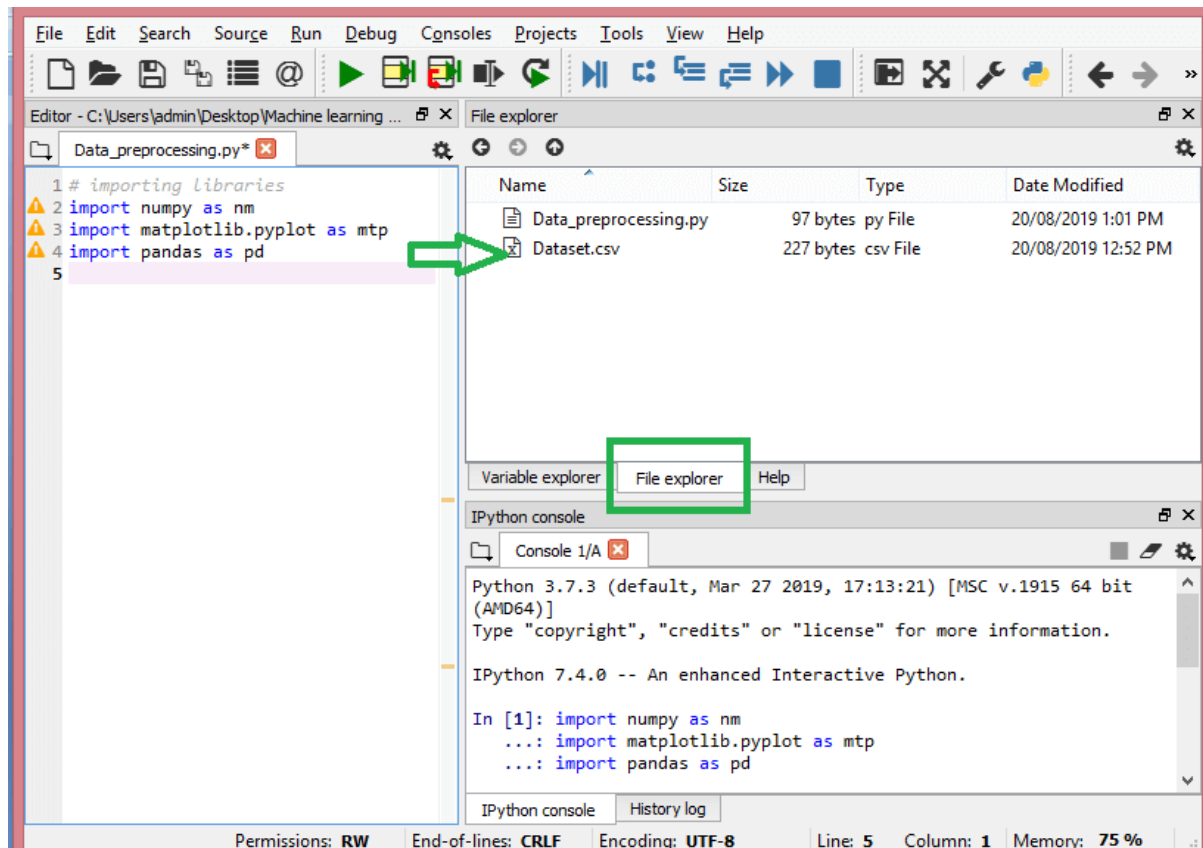 File Edit Search Source Run Debug Consoles Projects Tools View Help
@
»
Editor - C:\Users\admin\Desktop\Machine learning ...
Data_preprocessing.py*
1 # importing libraries
2 import numpy as nm
3 import matplotlib.pyplot as mtp
4 import pandas as pd
5
File explorer
Name Size Type Date Modified
Data_preprocessing.py 97 bytes py File 20/08/2019 1:01 PM
Dataset.csv 227 bytes csv File 20/08/2019 12:52 PM
Variable explorer File explorer Help
IPython console
Console 1/A
Python 3.7.3 (default, Mar 27 2019, 17:13:21) [MSC v.1915 64 bit
(AMD64)]
Type "copyright", "credits" or "license" for more information.
IPython 7.4.0 -- An enhanced Interactive Python.
In [1]: import numpy as nm
...: import matplotlib.pyplot as mtp
...: import pandas as pd
IPython console History log
Permissions: RW End-of-lines: CRLF Encoding: UTF-8 Line: 5 Column: 1 Memory: 75 %